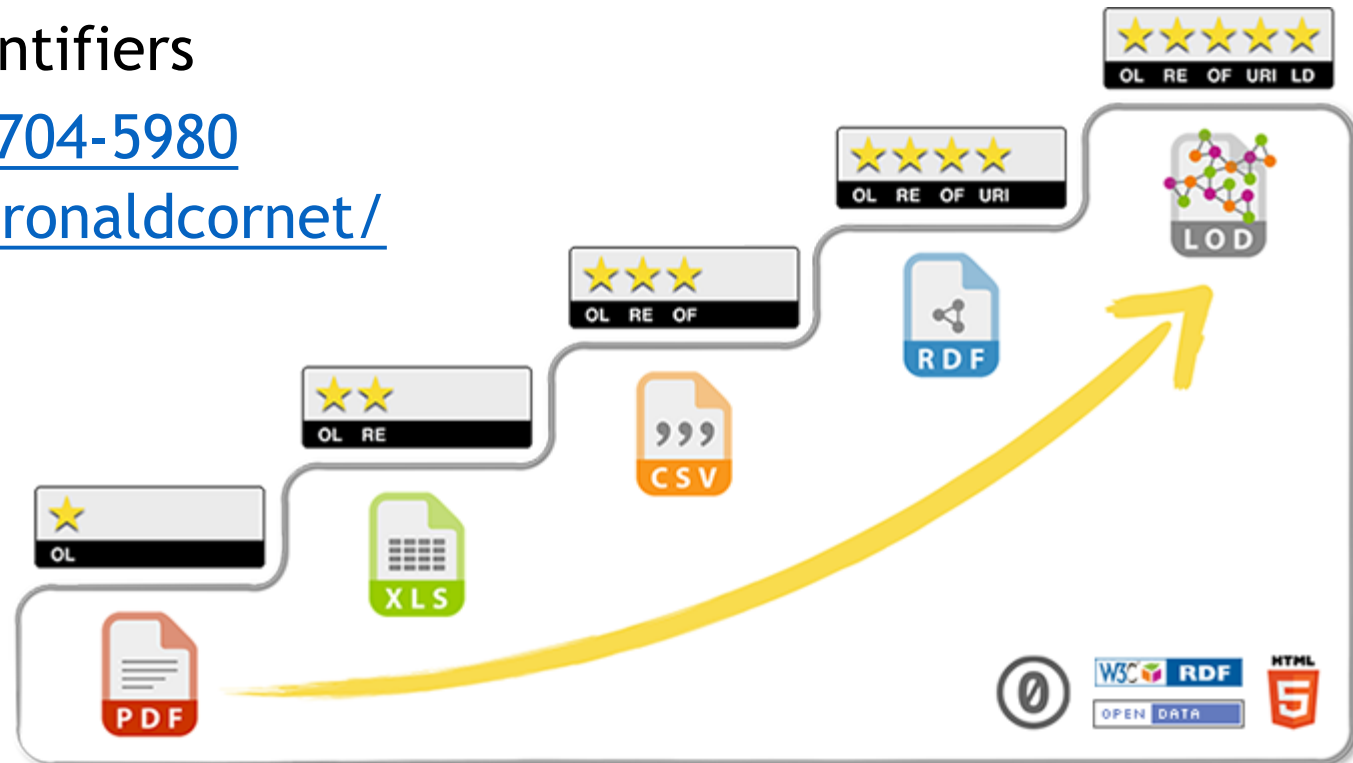 ntifiers
704-5980
ronaldcornet/
OL RE OF URI LD
LOD
OL RE OF URI
RDF
OL RE OF
,,,
CSV
OL RE
XLS
OL
PDF
0
W3C RDF
OPEN DATA
HTML
5